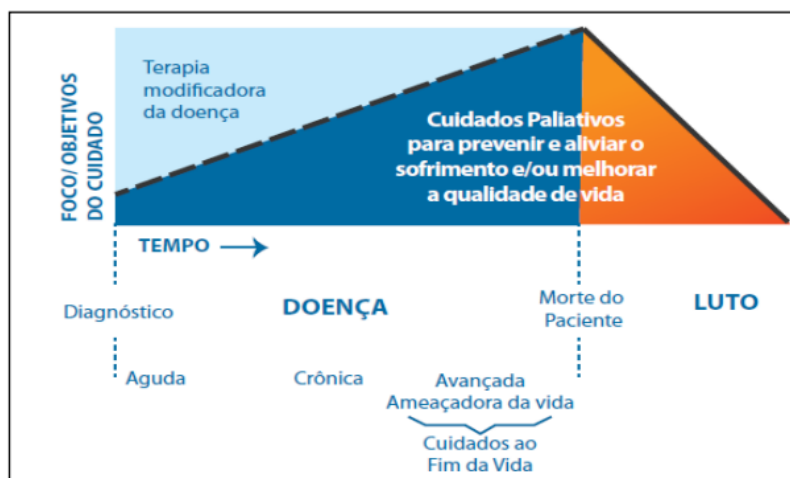 Terapia
modificadora
da doença
FOCO/ OBJETIVOS
DO CUIDADO
Cuidados Paliativos
para prevenir e aliviar o
sofrimento e/ou melhorar
a qualidade de vida
TEMPO
Diagnóstico
DOENÇA
Morte do
Paciente
LUTO
Aguda
Crônica
Avançada
Ameaçadora da vida
Cuidados ao
Fim da Vida